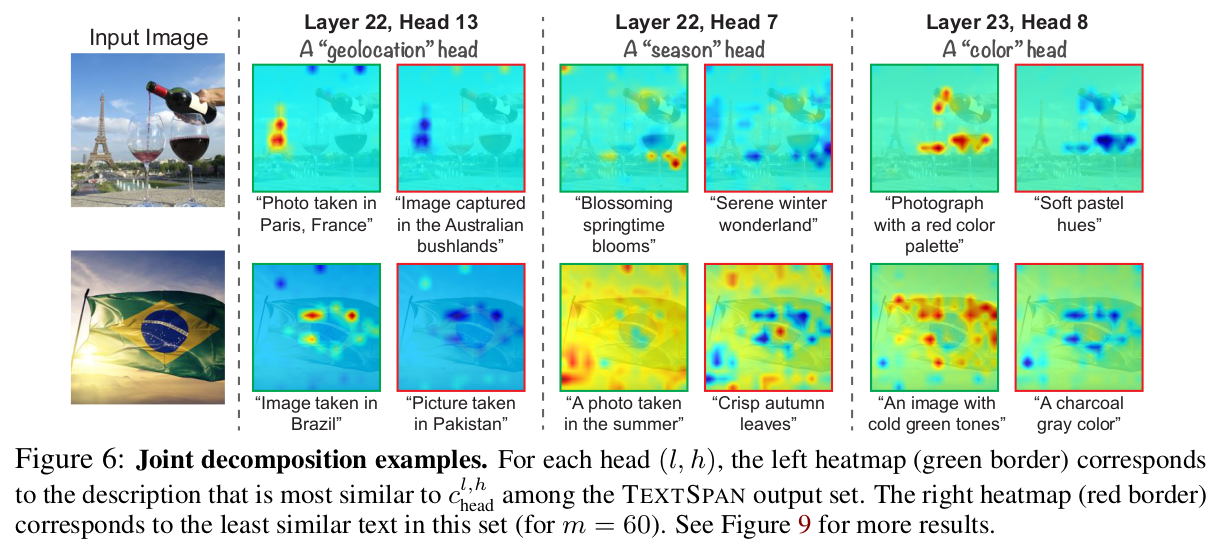 Input Image
Layer 22, Head 13
A “geolocation” head
Layer 22, Head 7
A “season” head
Layer 23, Head 8
A “color” head
“Photo taken in
Paris, France”
“Image captured
in the Australian
bushlands”
“Blossoming
springtime
blooms”
“Serene winter
wonderland”
“Photograph
with a red color
palette”
“Soft pastel
hues”
“Image taken in
Brazil”
“Picture taken
in Pakistan”
“A photo taken
in the summer”
“Crisp autumn
leaves”
“An image with
cold green tones”
“A charcoal
gray color”
Figure 6: Joint decomposition examples. For each head (l, h), the left heatmap (green border) corresponds
to the description that is most similar to c_head^{l,h} among the TEXTSPAN output set. The right heatmap (red border)
corresponds to the least similar text in this set (for m = 60). See Figure 9 for more results.